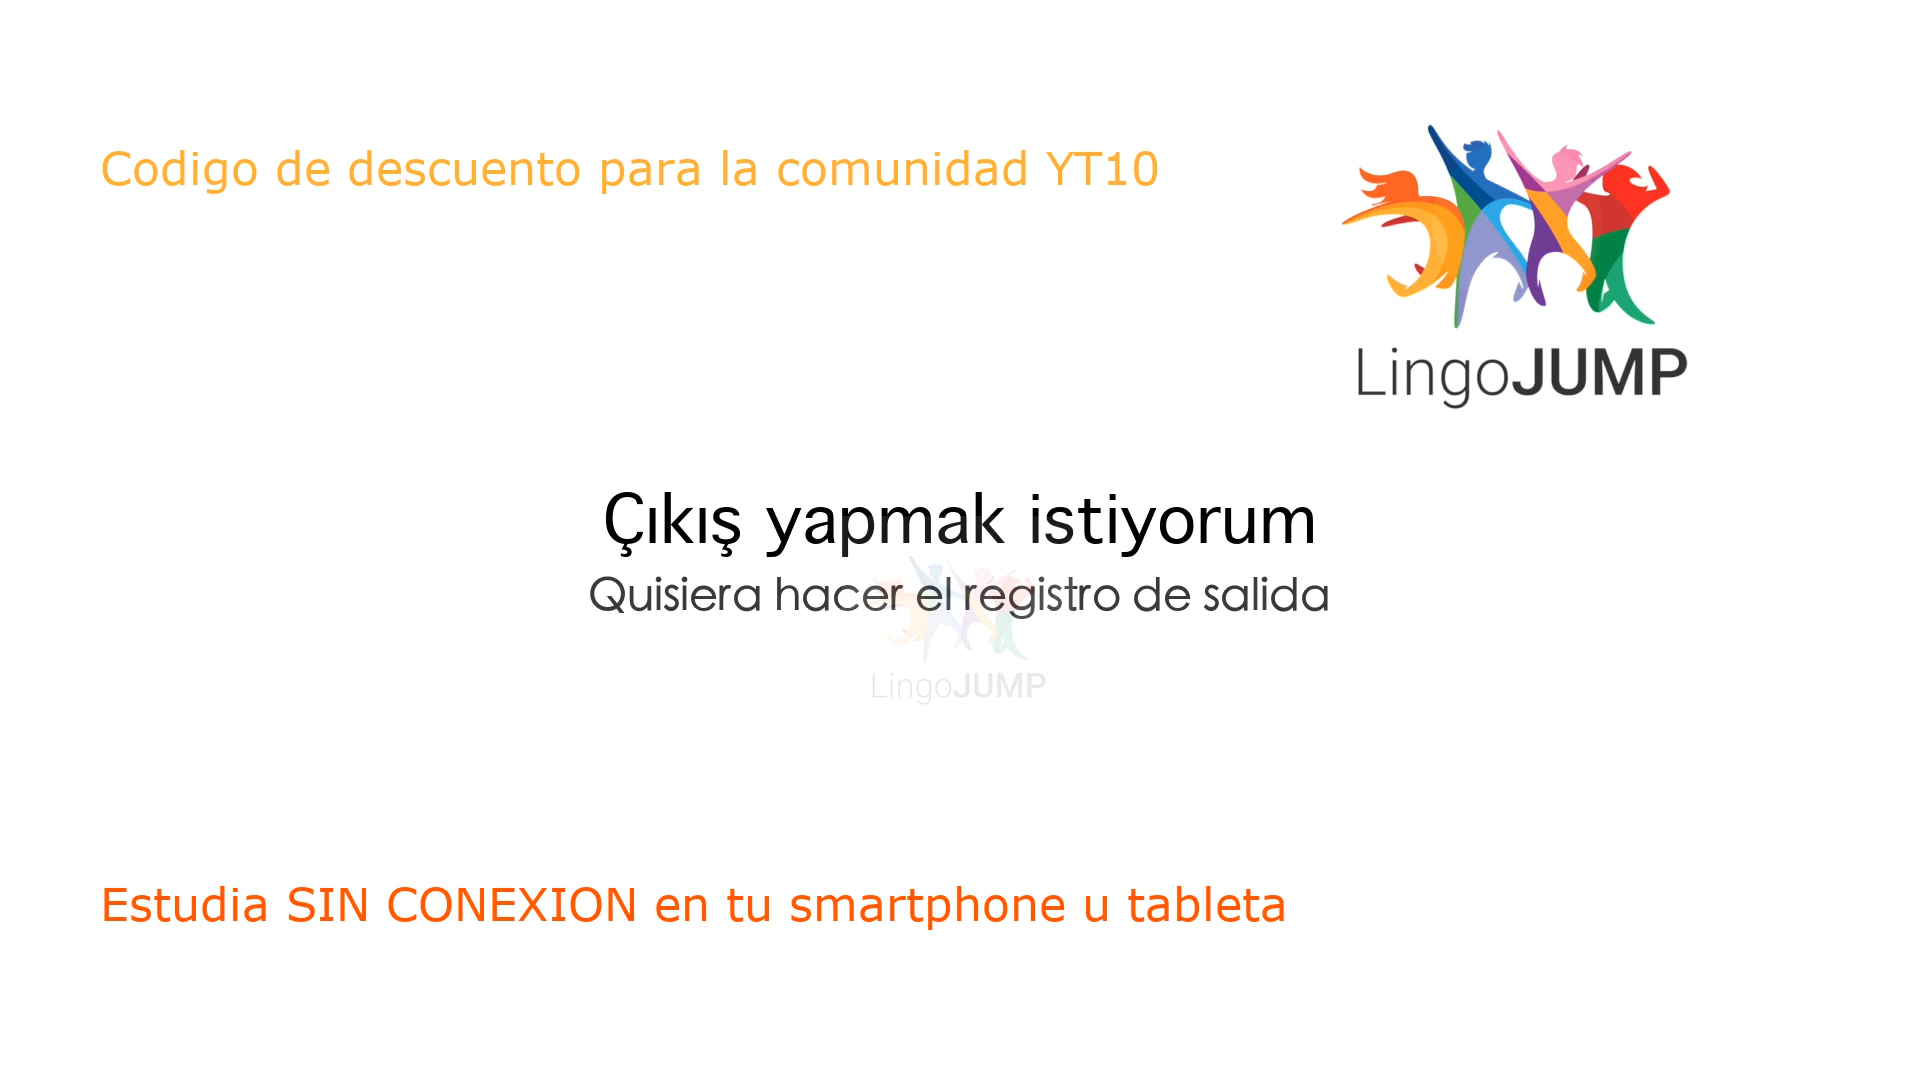 Codigo de descuento para la comunidad YT10
LingoJUMP
Çıkış yapmak istiyorum
Quisiera hacer el registro de salida
LingoJUMP
Estudia SIN CONEXION en tu smartphone u tableta